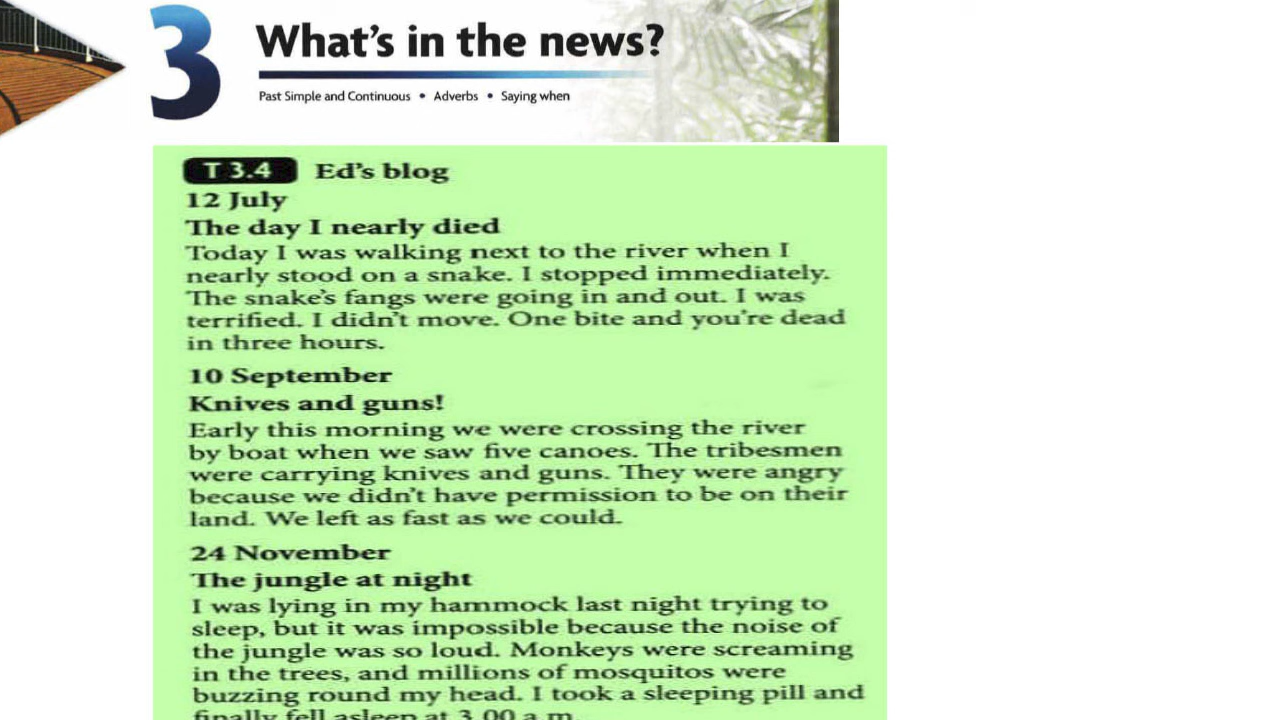 3 What's in the news?
Past Simple and Continuous • Adverbs • Saying when
T 3.4 Ed's blog
12 July
The day I nearly died
Today I was walking next to the river when I
nearly stood on a snake. I stopped immediately.
The snake's fangs were going in and out. I was
terrified. I didn't move. One bite and you're dead
in three hours.
10 September
Knives and guns!
Early this morning we were crossing the river
by boat when we saw five canoes. The tribesmen
were carrying knives and guns. They were angry
because we didn't have permission to be on their
land. We left as fast as we could.
24 November
The jungle at night
I was lying in my hammock last night trying to
sleep, but it was impossible because the noise of
the jungle was so loud. Monkeys were screaming
in the trees, and millions of mosquitos were
buzzing round my head. I took a sleeping pill and
finally fell asleep at 3.00 a.m.